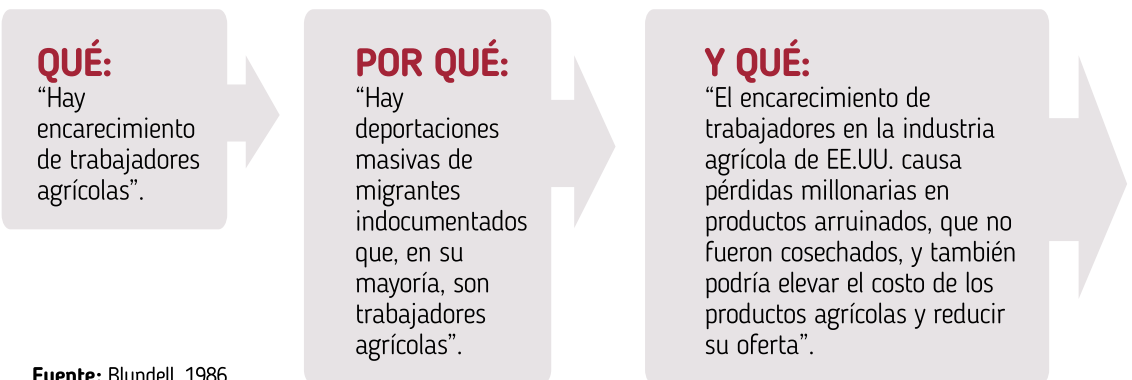 QUÉ:
“Hay
encarecimiento
de trabajadores
agrícolas”.
POR QUÉ:
“Hay
deportaciones
masivas de
migrantes
indocumentados
que, en su
mayoría, son
trabajadores
agrícolas”.
Y QUÉ:
“El encarecimiento de
trabajadores en la industria
agrícola de EE.UU. causa
pérdidas millonarias en
productos arruinados, que no
fueron cosechados, y también
podría elevar el costo de los
productos agrícolas y reducir
su oferta”.
Fuente: Blundell, 1986